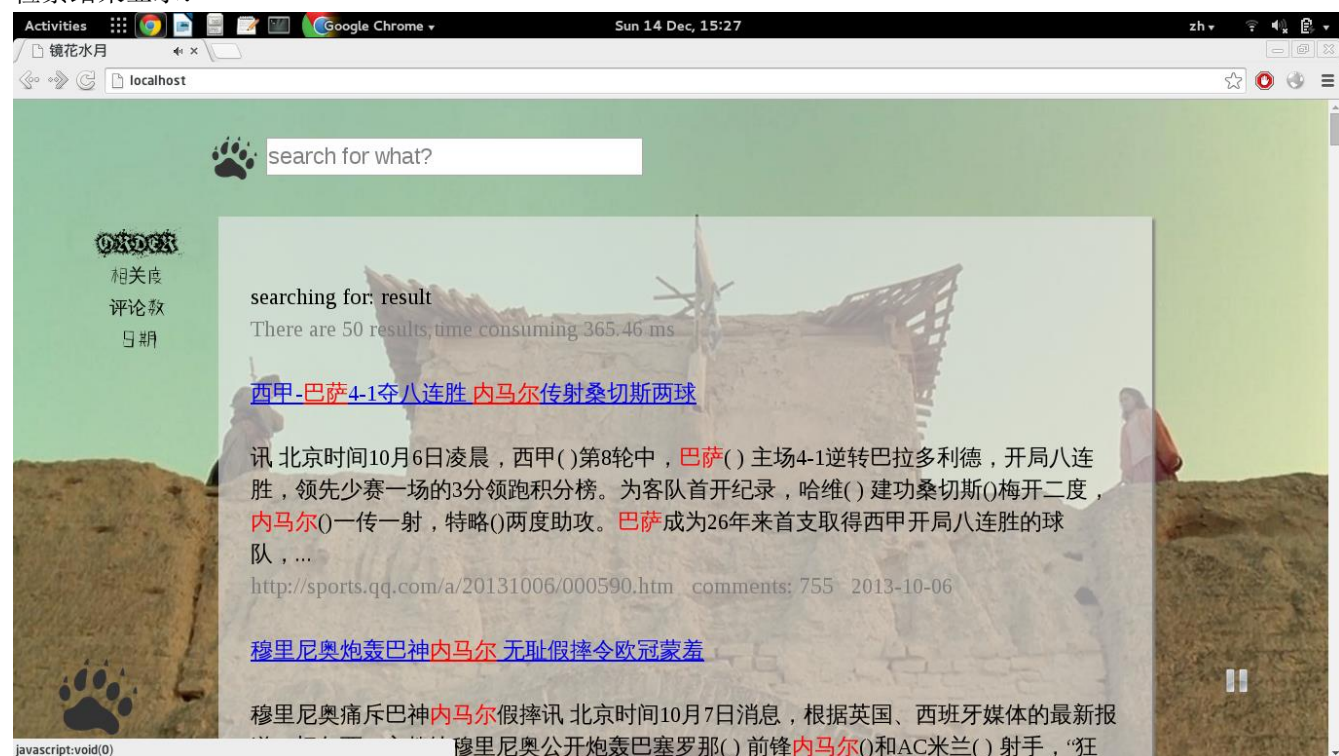 Activities
Google Chrome
Sun 14 Dec, 15:27
zh
镜花水月
localhost
search for what?
ORDER
相关度
评论数
日期
searching for: result
There are 50 results,time consuming 365.46 ms
西甲-巴萨4-1夺八连胜 内马尔传射桑切斯两球
讯 北京时间10月6日凌晨，西甲( )第8轮中，巴萨( ) 主场4-1逆转巴拉多利德，开局八连
胜，领先少赛一场的3分领跑积分榜。为客队首开纪录，哈维( ) 建功桑切斯()梅开二度，
内马尔()一传一射，特略()两度助攻。巴萨成为26年来首支取得西甲开局八连胜的球
队，...
http://sports.qq.com/a/20131006/000590.htm comments: 755 2013-10-06
穆里尼奥炮轰巴神内马尔 无耻假摔令欧冠蒙羞
穆里尼奥痛斥巴神内马尔假摔讯 北京时间10月7日消息，根据英国、西班牙媒体的最新报
穆里尼奥公开炮轰巴塞罗那( ) 前锋内马尔()和AC米兰( ) 射手，“狂
javascript:void(0)